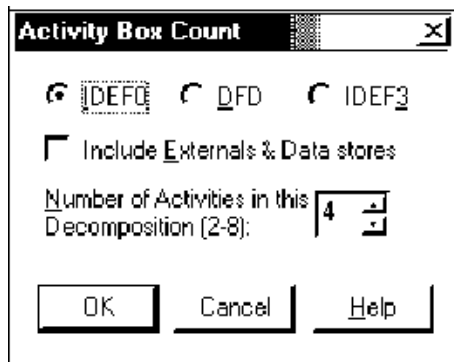 Activity Box Count
IDEF0 DFD IDEF3
Include Externals & Data stores
Number of Activities in this
Decomposition (2-8):
4
OK Cancel Help